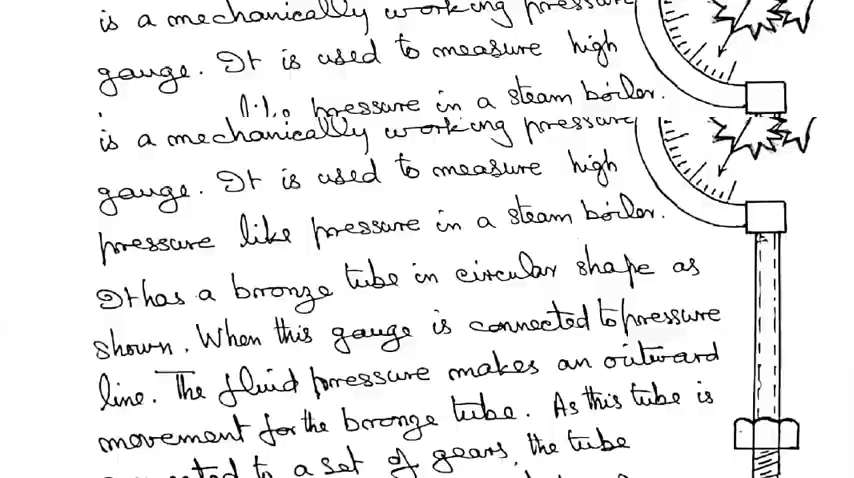 is a mechanically working pressure
gauge. It is used to measure high
pressure in a steam boiler.
is a mechanically working pressure
gauge. It is used to measure high
pressure like pressure in a steam boiler.
It has a bronze tube in circular shape as
shown. When this gauge is connected to pressure
line. The fluid pressure makes an outward
movement for the bronze tube. As this tube is
to a set of gears, the tube